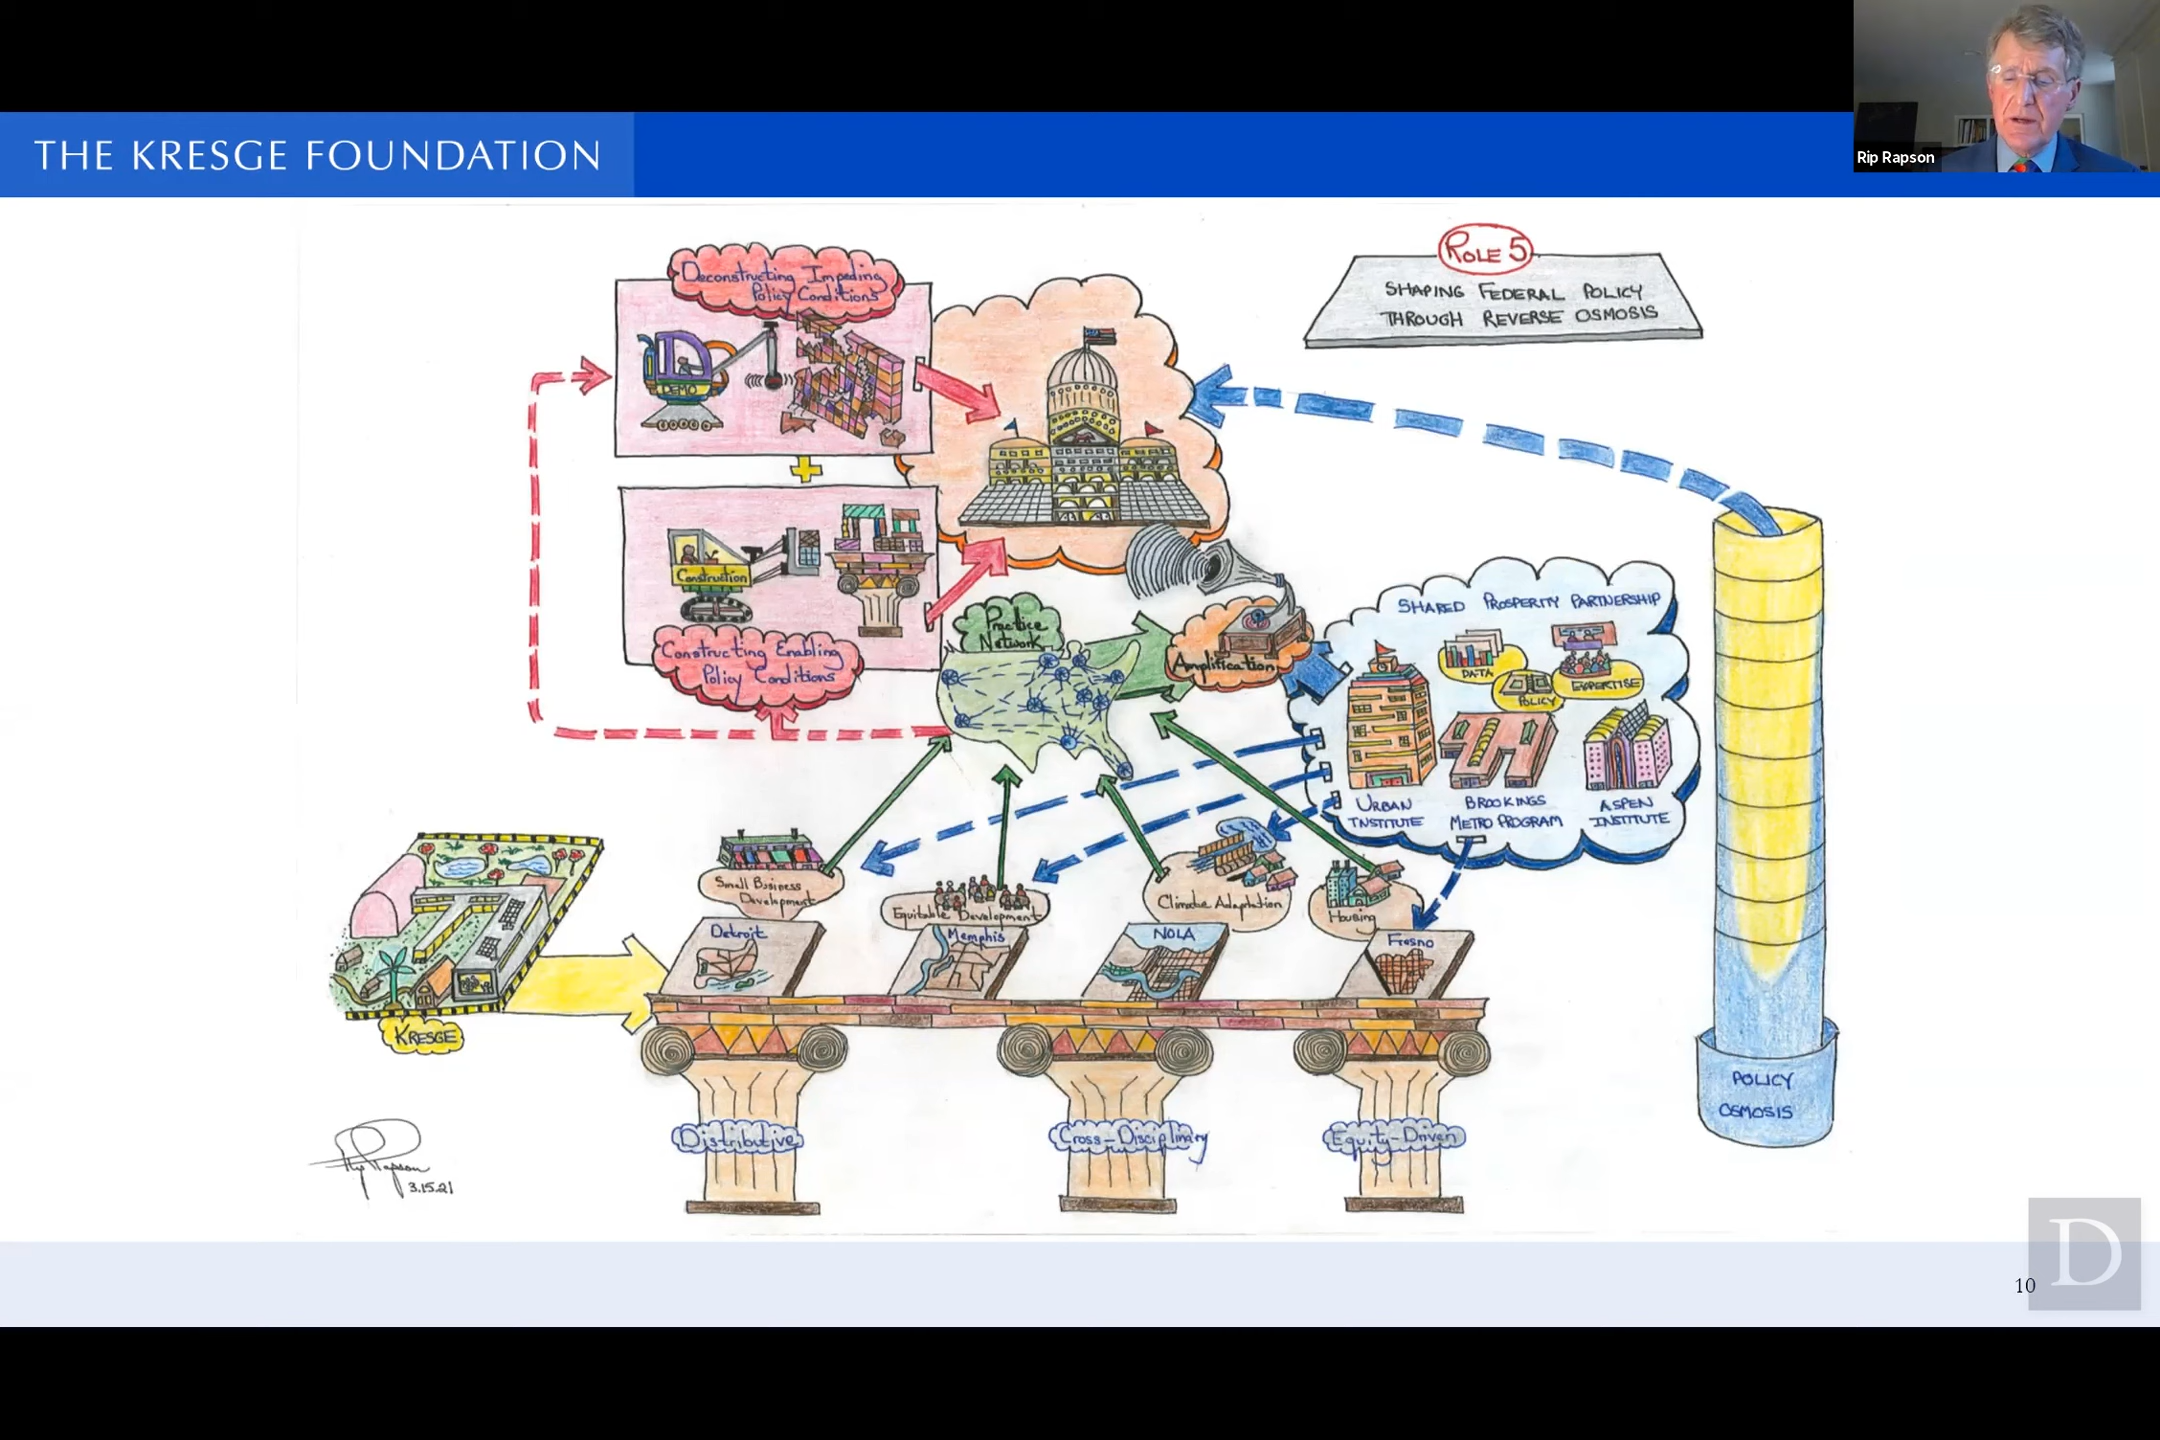 THE KRESGE FOUNDATION
Rip Rapson
ROLE 5
SHAPING FEDERAL POLICY
THROUGH REVERSE OSMOSIS
Deconstructing Impeding
Policy Conditions
DEMO
Construction
Constructing Enabling
Policy Conditions
Practice
Network
Amplification
SHARED PROSPERITY PARTNERSHIP
DATA
POLICY
EXPERTISE
URBAN
INSTITUTE
BROOKINGS
METRO PROGRAM
ASPEN
INSTITUTE
Small Business
Development
Equitable Development
Climate Adaptation
Housing
Detroit
Memphis
NOLA
Fresno
KRESGE
Distributive
Cross-Disciplinary
Equity-Driven
POLICY
OSMOSIS
Rip Rapson
3.15.21
10
D